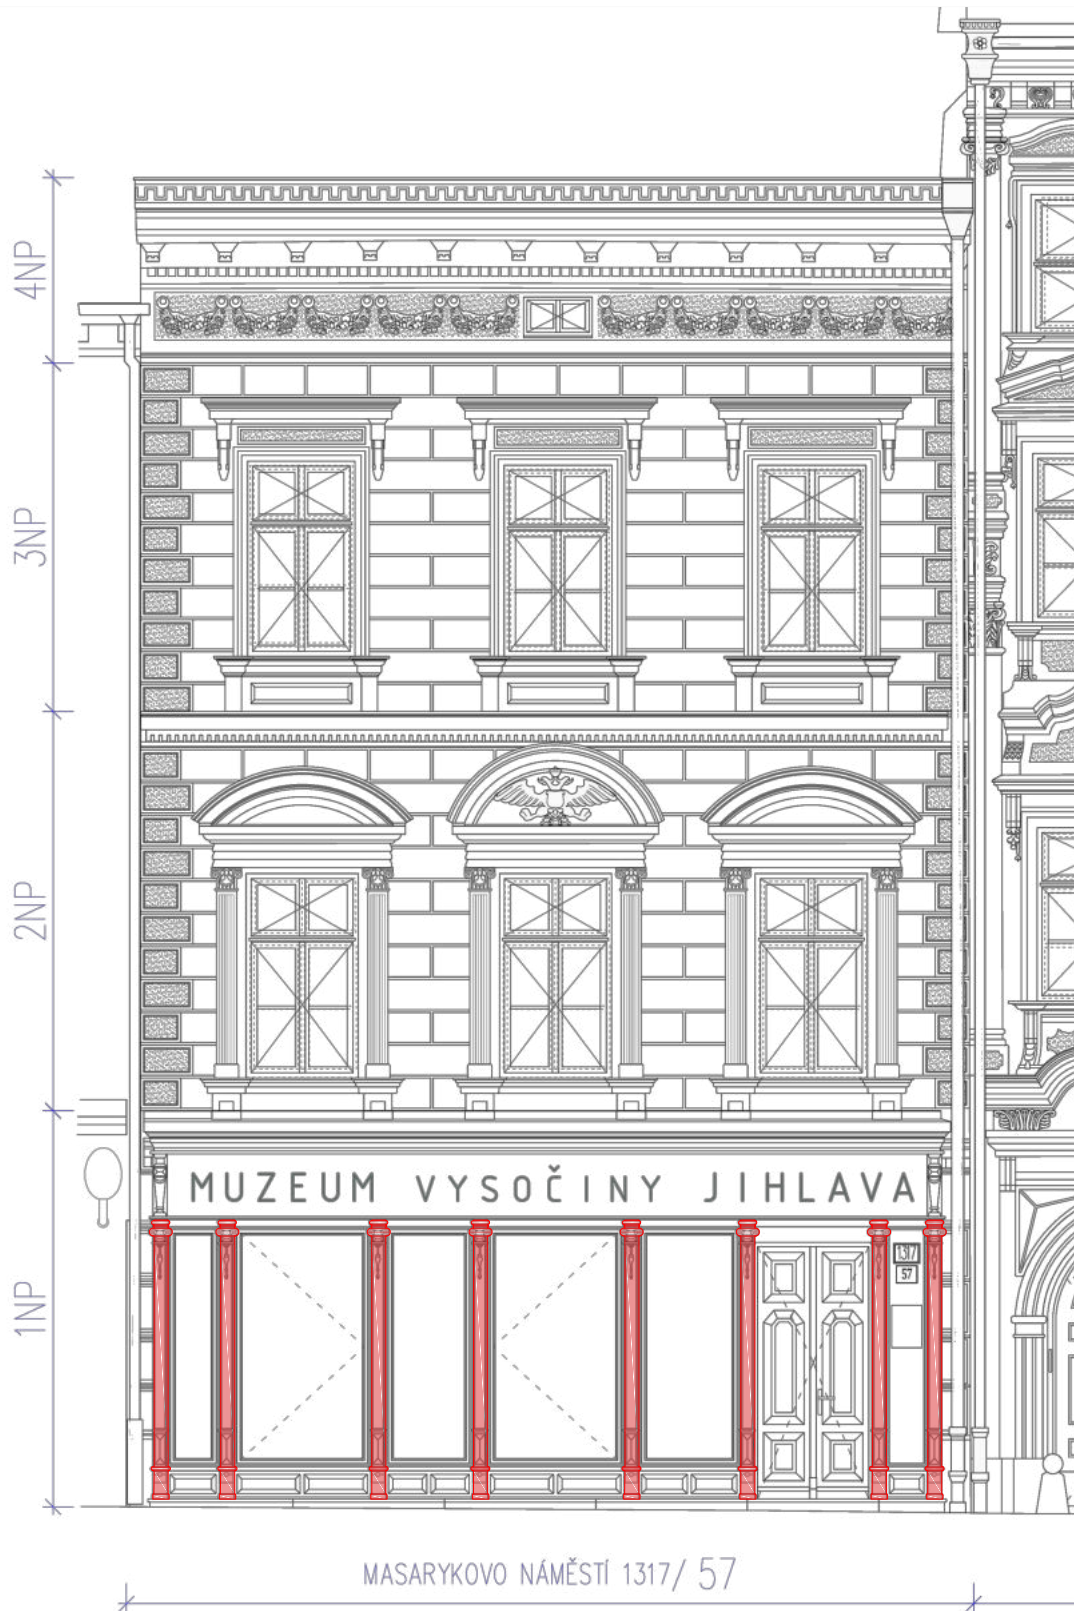 4NP
3NP
2NP
MUZEUM VYSOČINY JIHLAVA
1317
57
1NP
MASARYKOVO NÁMĚSTÍ 1317/ 57